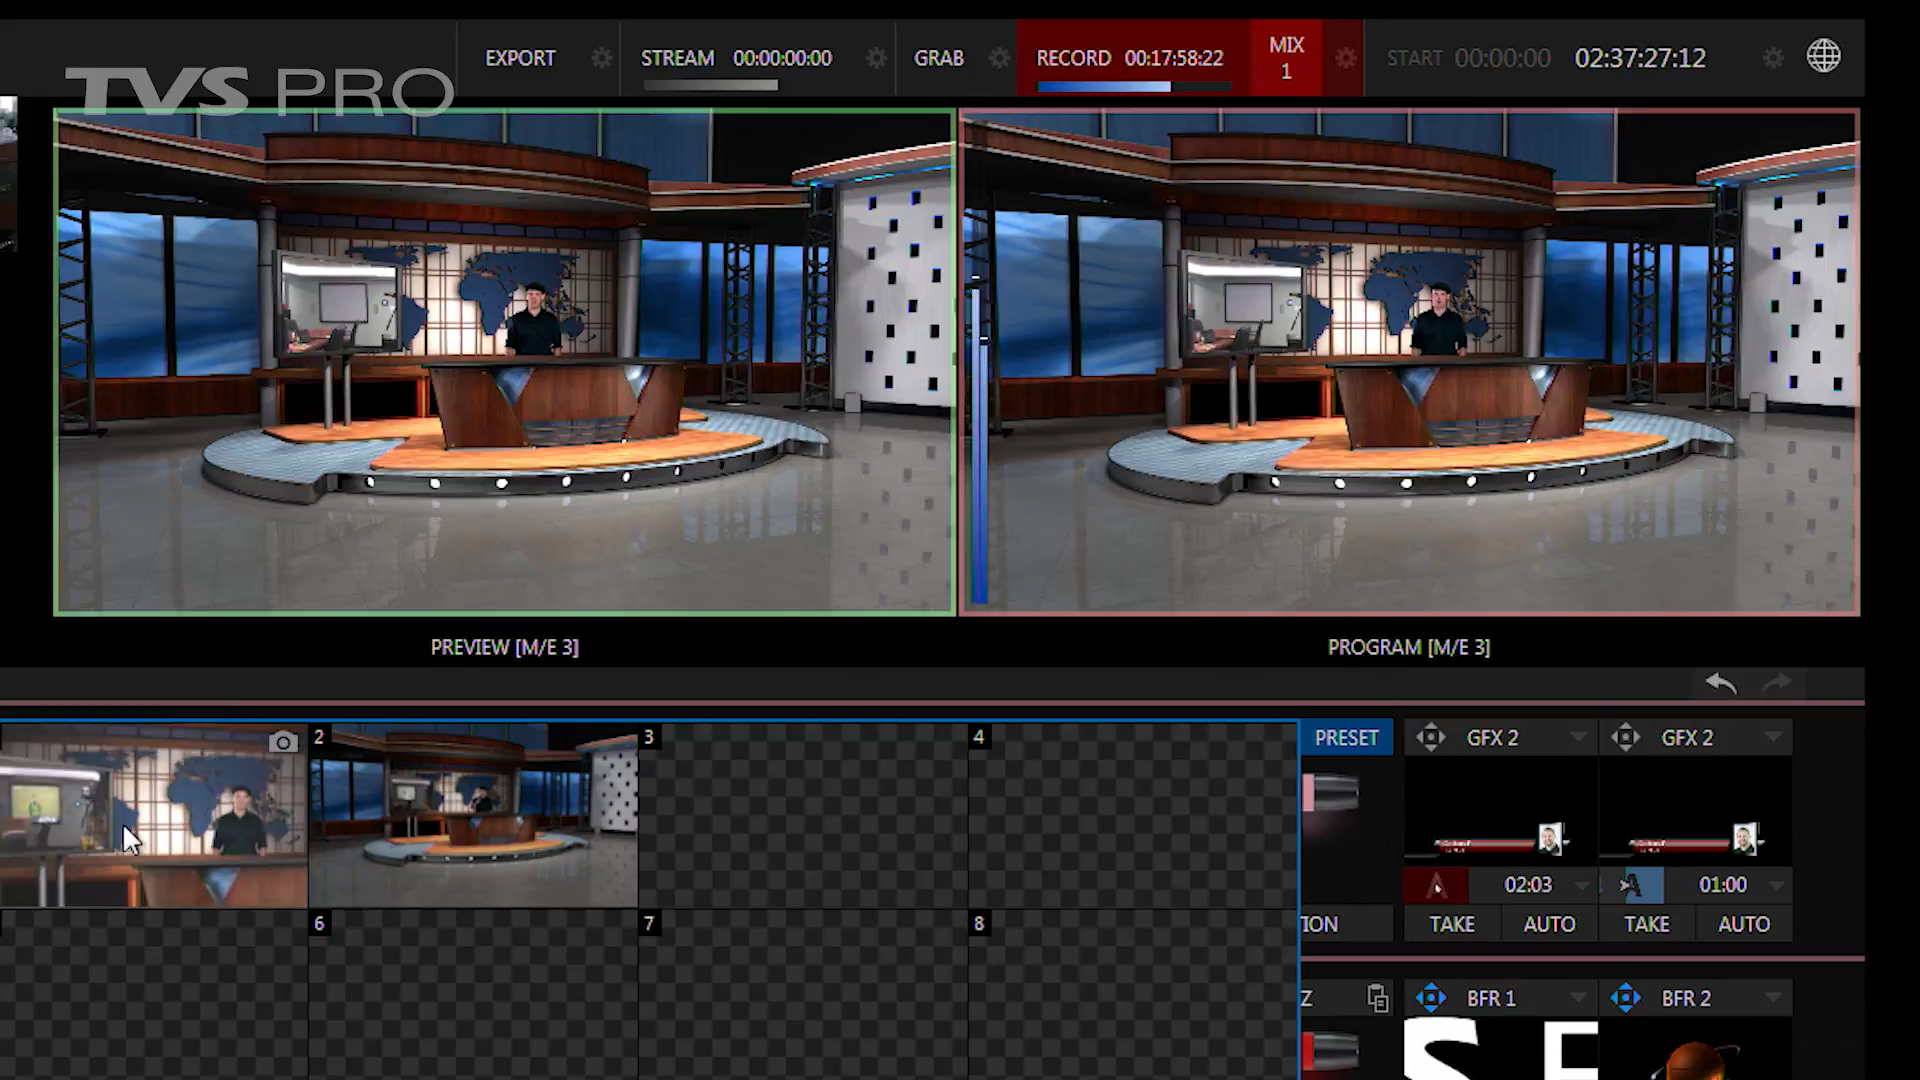 TVS PRO
EXPORT
STREAM 00:00:00:00
GRAB
RECORD 00:17:58:22
MIX
1
START 00:00:00
02:37:27:12
PREVIEW [M/E 3]
PROGRAM [M/E 3]
2
3
4
PRESET
GFX 2
GFX 2
02:03
01:00
TION
TAKE
AUTO
TAKE
AUTO
6
7
8
Z
BFR 1
BFR 2
S E